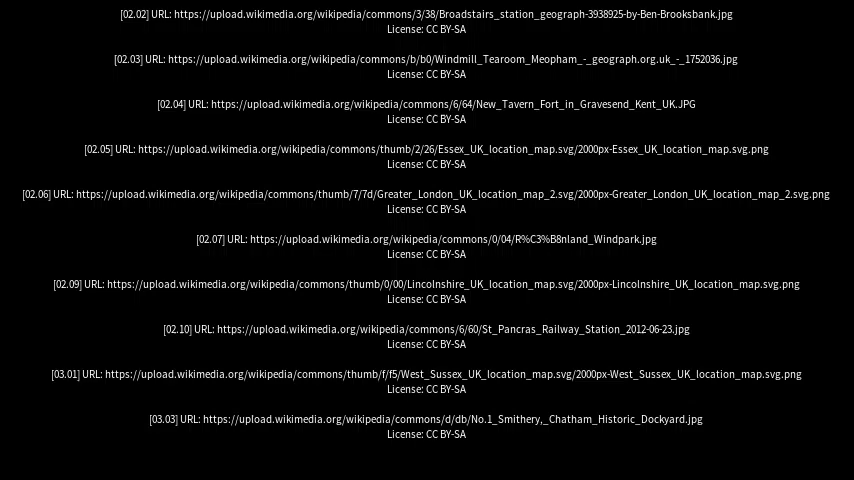 [02.02] URL: https://upload.wikimedia.org/wikipedia/commons/3/38/Broadstairs_station_geograph-3938925-by-Ben-Brooksbank.jpg
License: CC BY-SA
[02.03] URL: https://upload.wikimedia.org/wikipedia/commons/b/b0/Windmill_Tearoom_Meopham_-_geograph.org.uk_-_1752036.jpg
License: CC BY-SA
[02.04] URL: https://upload.wikimedia.org/wikipedia/commons/6/64/New_Tavern_Fort_in_Gravesend_Kent_UK.JPG
License: CC BY-SA
[02.05] URL: https://upload.wikimedia.org/wikipedia/commons/thumb/2/26/Essex_UK_location_map.svg/2000px-Essex_UK_location_map.svg.png
License: CC BY-SA
[02.06] URL: https://upload.wikimedia.org/wikipedia/commons/thumb/7/7d/Greater_London_UK_location_map_2.svg/2000px-Greater_London_UK_location_map_2.svg.png
License: CC BY-SA
[02.07] URL: https://upload.wikimedia.org/wikipedia/commons/0/04/R%C3%B8nland_Windpark.jpg
License: CC BY-SA
[02.09] URL: https://upload.wikimedia.org/wikipedia/commons/thumb/0/00/Lincolnshire_UK_location_map.svg/2000px-Lincolnshire_UK_location_map.svg.png
License: CC BY-SA
[02.10] URL: https://upload.wikimedia.org/wikipedia/commons/6/60/St_Pancras_Railway_Station_2012-06-23.jpg
License: CC BY-SA
[03.01] URL: https://upload.wikimedia.org/wikipedia/commons/thumb/f/f5/West_Sussex_UK_location_map.svg/2000px-West_Sussex_UK_location_map.svg.png
License: CC BY-SA
[03.03] URL: https://upload.wikimedia.org/wikipedia/commons/d/db/No.1_Smithery,_Chatham_Historic_Dockyard.jpg
License: CC BY-SA